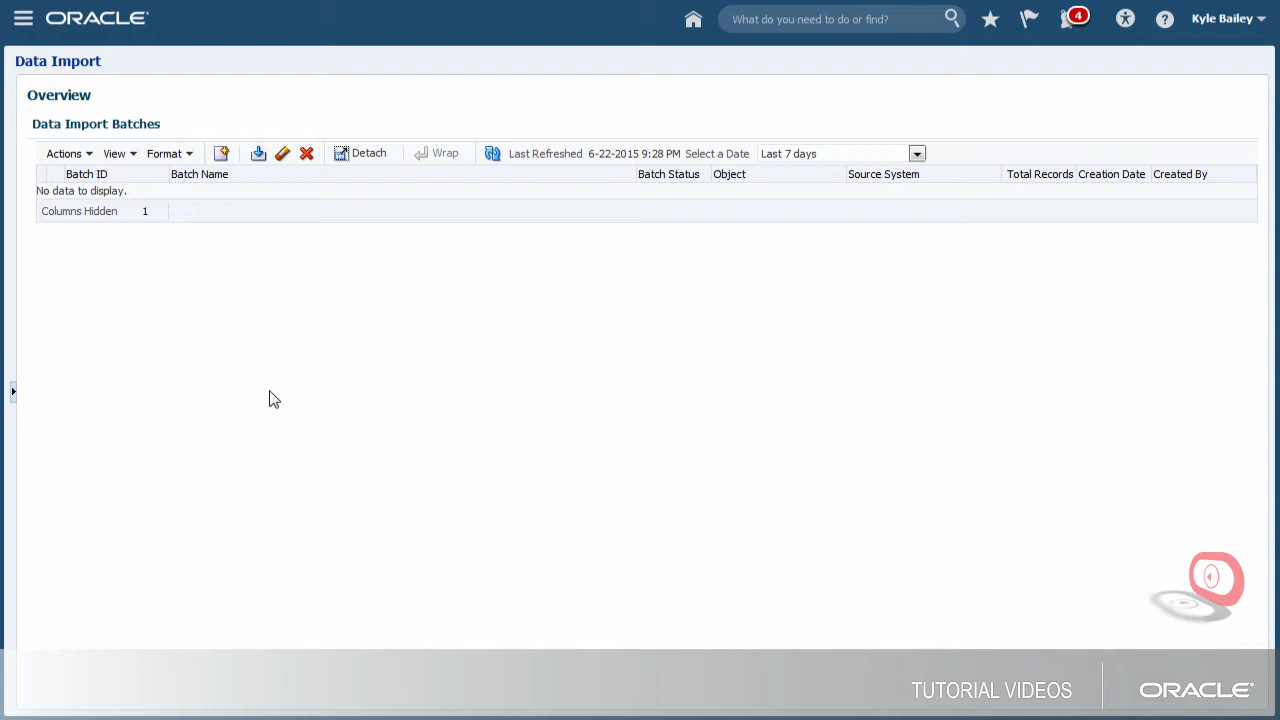 ORACLE
What do you need to do or find?
4
Kyle Bailey
Data Import
Overview
Data Import Batches
Actions View Format Detach Wrap Last Refreshed 6-22-2015 9:28 PM Select a Date Last 7 days
Batch ID Batch Name Batch Status Object Source System Total Records Creation Date Created By
No data to display.
Columns Hidden 1
TUTORIAL VIDEOS ORACLE